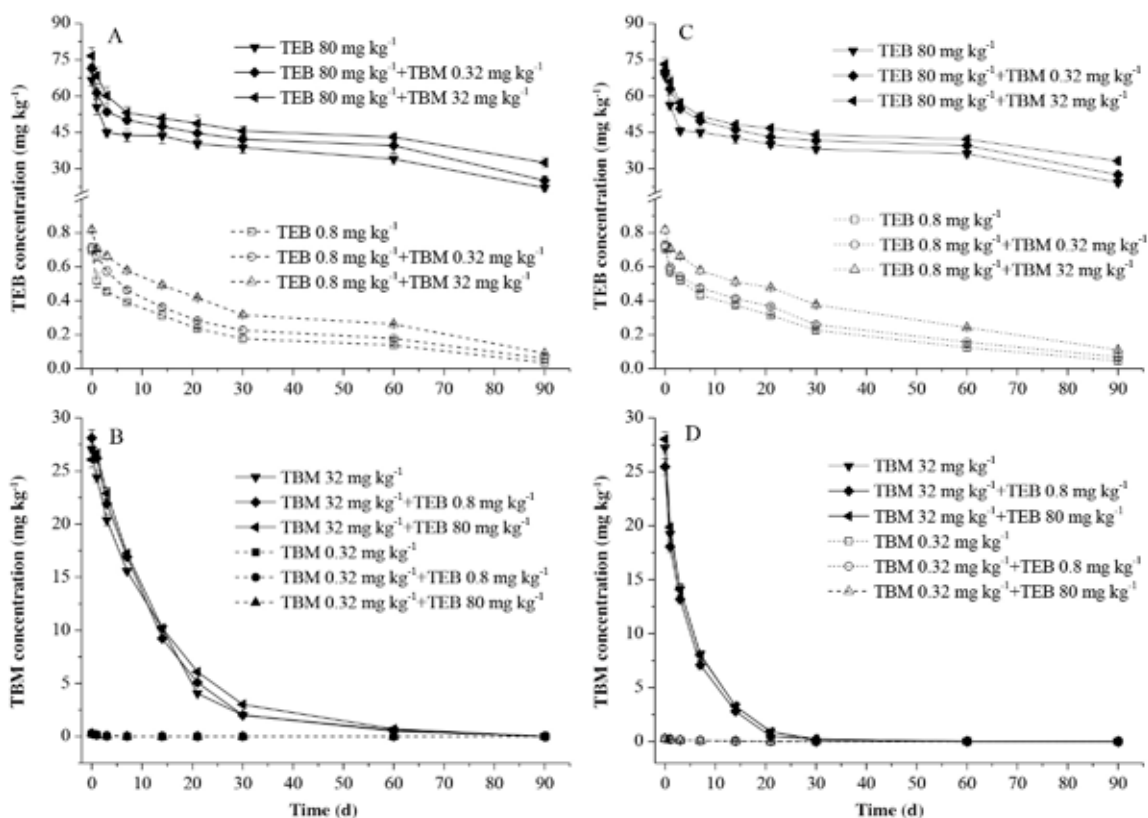 A
TEB concentration (mg kg⁻¹)
90
75
60
45
30
0.8
0.6
0.4
0.2
0.0
TEB 80 mg kg⁻¹
TEB 80 mg kg⁻¹+TBM 0.32 mg kg⁻¹
TEB 80 mg kg⁻¹+TBM 32 mg kg⁻¹
TEB 0.8 mg kg⁻¹
TEB 0.8 mg kg⁻¹+TBM 0.32 mg kg⁻¹
TEB 0.8 mg kg⁻¹+TBM 32 mg kg⁻¹
0 10 20 30 40 50 60 70 80 90
C
TEB concentration (mg kg⁻¹)
90
75
60
45
30
0.8
0.6
0.4
0.2
0.0
TEB 80 mg kg⁻¹
TEB 80 mg kg⁻¹+TBM 0.32 mg kg⁻¹
TEB 80 mg kg⁻¹+TBM 32 mg kg⁻¹
TEB 0.8 mg kg⁻¹
TEB 0.8 mg kg⁻¹+TBM 0.32 mg kg⁻¹
TEB 0.8 mg kg⁻¹+TBM 32 mg kg⁻¹
0 10 20 30 40 50 60 70 80 90
B
TBM concentration (mg kg⁻¹)
30
25
20
15
10
5
0
TBM 32 mg kg⁻¹
TBM 32 mg kg⁻¹+TEB 0.8 mg kg⁻¹
TBM 32 mg kg⁻¹+TEB 80 mg kg⁻¹
TBM 0.32 mg kg⁻¹
TBM 0.32 mg kg⁻¹+TEB 0.8 mg kg⁻¹
TBM 0.32 mg kg⁻¹+TEB 80 mg kg⁻¹
0 10 20 30 40 50 60 70 80 90
Time (d)
D
TBM concentration (mg kg⁻¹)
30
25
20
15
10
5
0
TBM 32 mg kg⁻¹
TBM 32 mg kg⁻¹+TEB 0.8 mg kg⁻¹
TBM 32 mg kg⁻¹+TEB 80 mg kg⁻¹
TBM 0.32 mg kg⁻¹
TBM 0.32 mg kg⁻¹+TEB 0.8 mg kg⁻¹
TBM 0.32 mg kg⁻¹+TEB 80 mg kg⁻¹
0 10 20 30 40 50 60 70 80 90
Time (d)